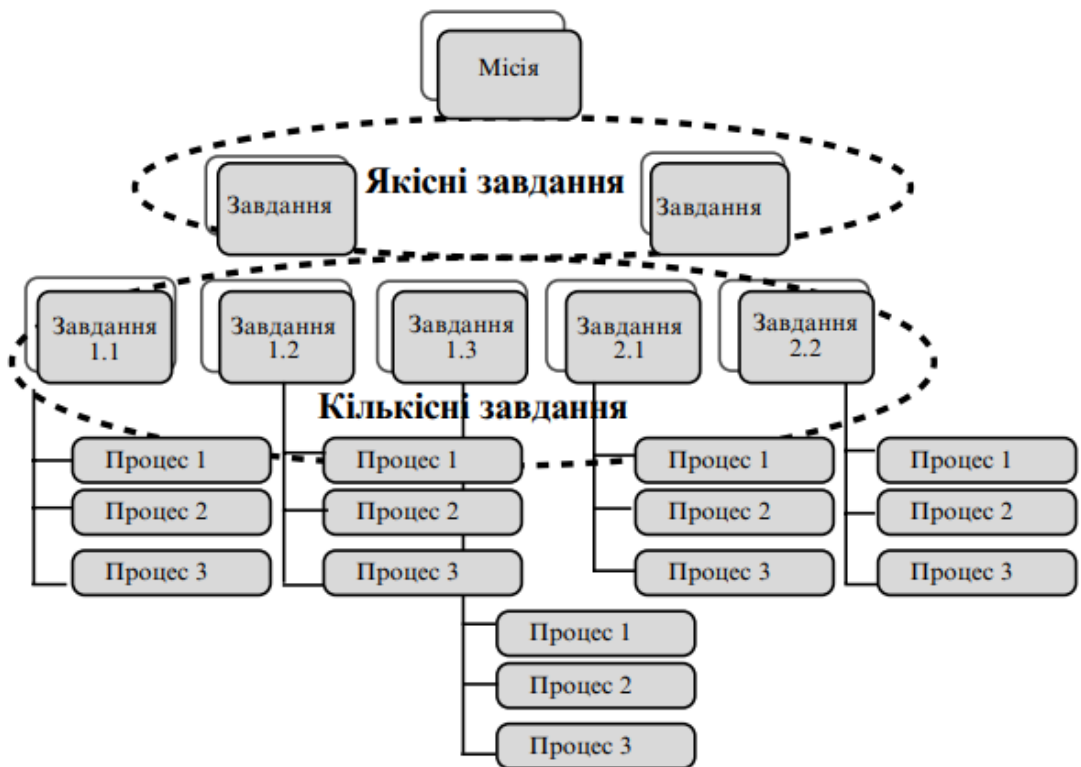 Місія
Якісні завдання
Завдання
Завдання
Завдання
1.1
Завдання
1.2
Завдання
1.3
Завдання
2.1
Завдання
2.2
Кількісні завдання
Процес 1
Процес 2
Процес 3
Процес 1
Процес 2
Процес 3
Процес 1
Процес 2
Процес 3
Процес 1
Процес 2
Процес 3
Процес 1
Процес 2
Процес 3